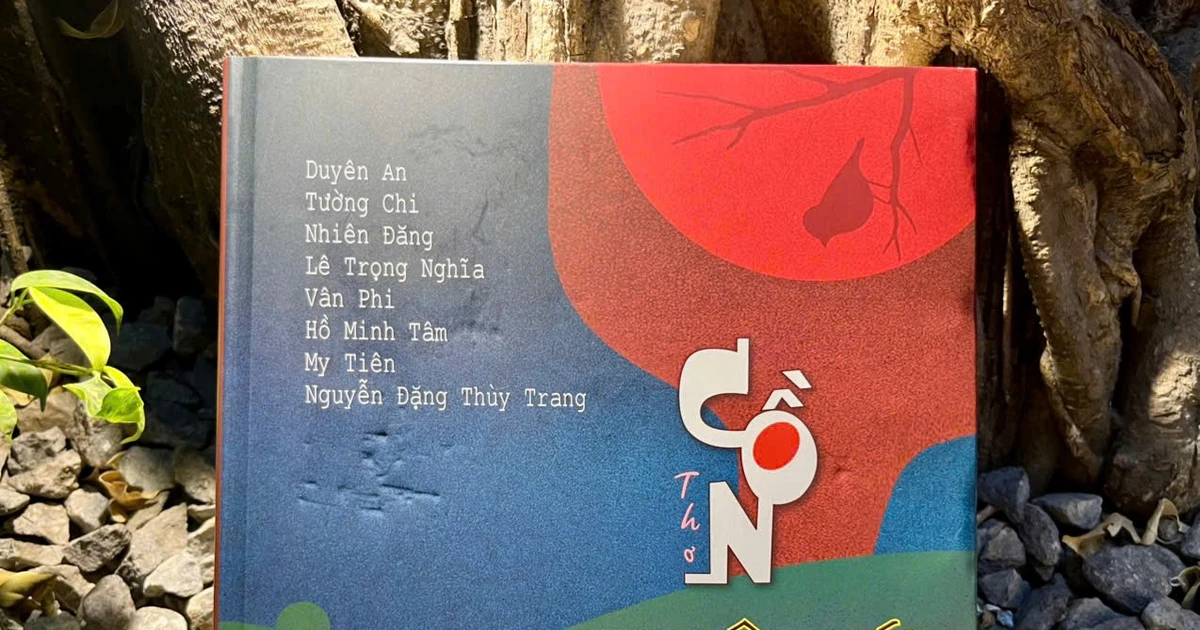 Duyên An
Tường Chi
Nhiên Đăng
Lê Trọng Nghĩa
Vân Phi
Hồ Minh Tâm
My Tiên
Nguyễn Đặng Thùy Trang
CỒN
Thơ